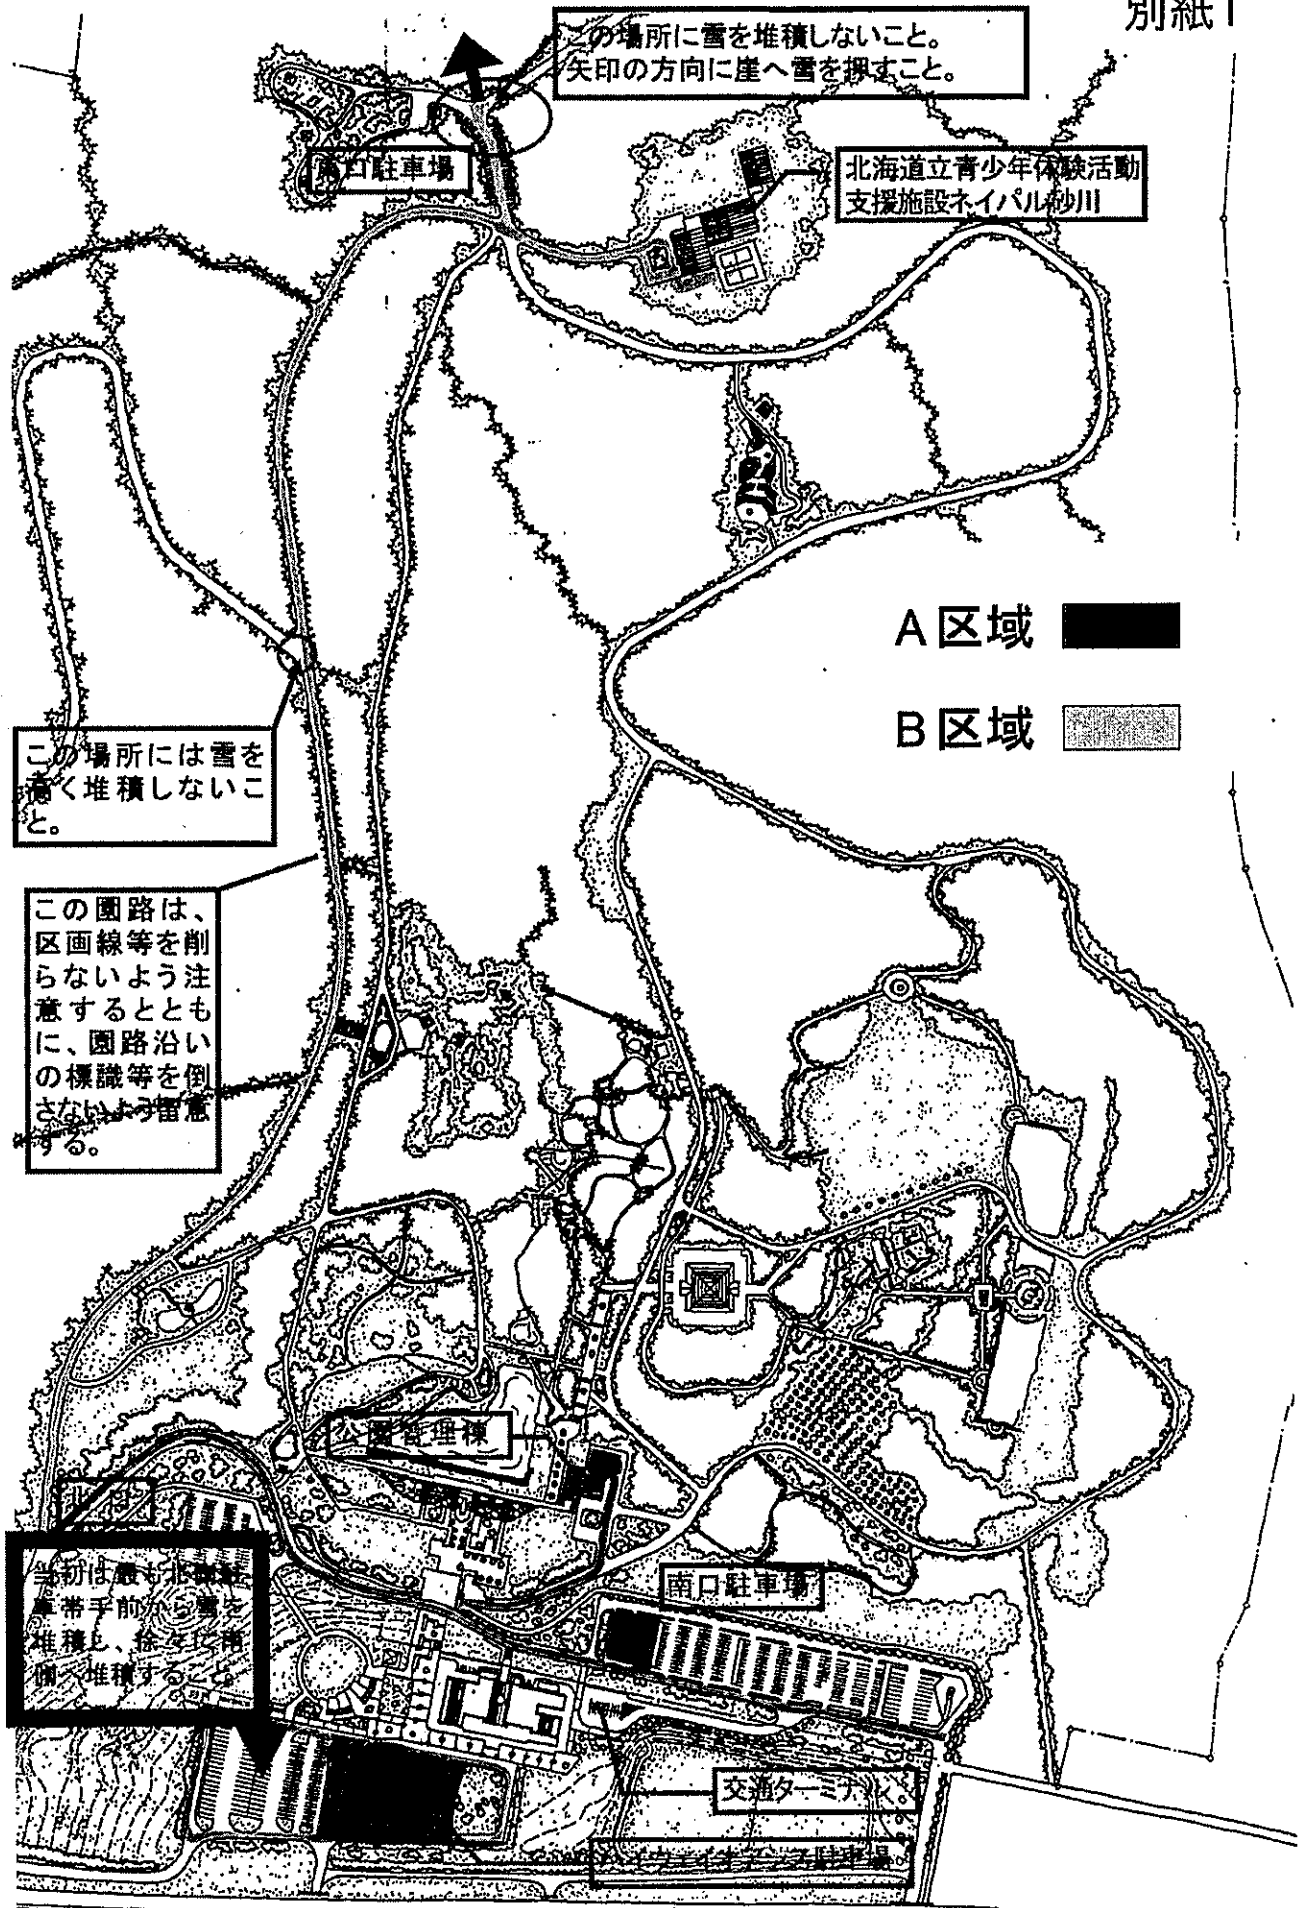 別紙1
この場所に雪を堆積しないこと。
矢印の方向に崖へ雪を押すこと。
南口駐車場
北海道立青少年体験活動
支援施設ネイパル砂川
A区域
B区域
この場所には雪を
高く堆積しないこ
と。
この園路は、
区画線等を削
らないよう注
意するととも
に、園路沿い
の標識等を倒
さないよう留意
する。
公園管理棟
北口
当初は最も北側駐
車帯手前から雪を
堆積し、徐々に南
側へ堆積すること。
南口駐車場
交通ターミナル
ハイウェイオアシス駐車場